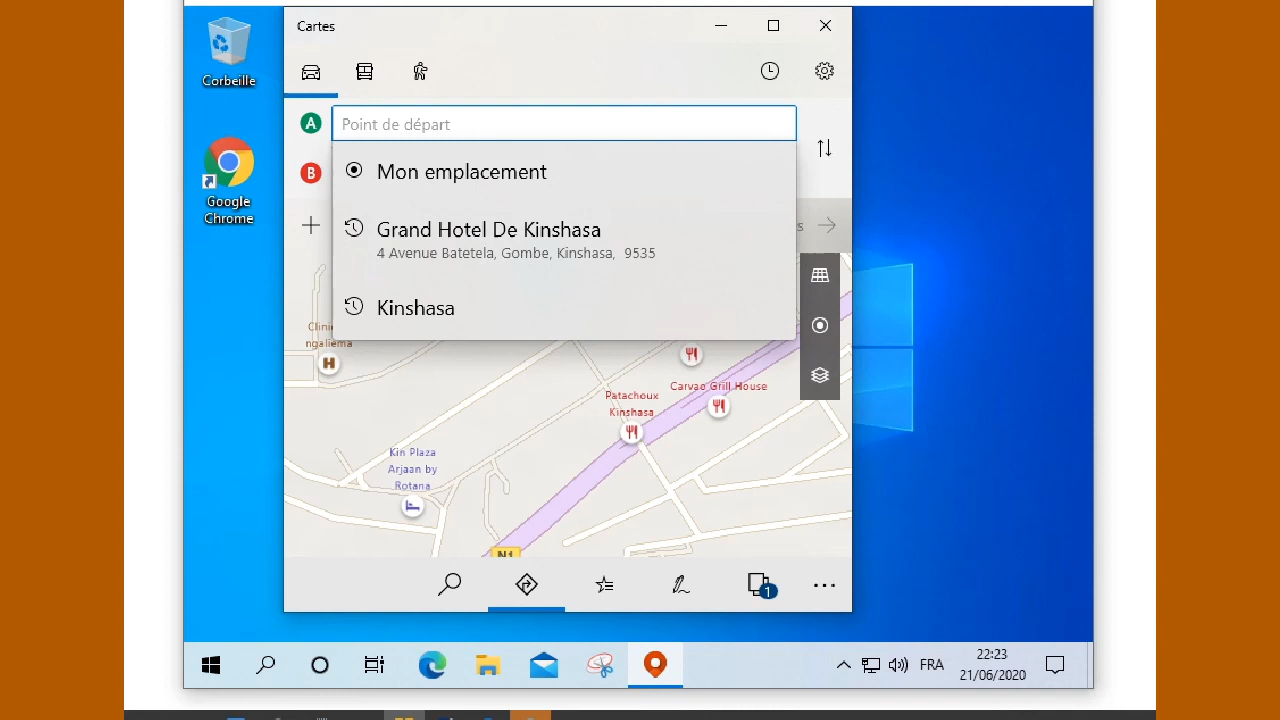 Cartes
Corbeille
Google
Chrome
A
Point de départ
B
Mon emplacement
Grand Hotel De Kinshasa
4 Avenue Batetela, Gombe, Kinshasa, 9535
Kinshasa
s
Clini
ngaliema
H
Patachoux
Kinshasa
Carvao Grill House
Kin Plaza
Arjaan by
Rotana
N1
1
FRA
22:23
21/06/2020